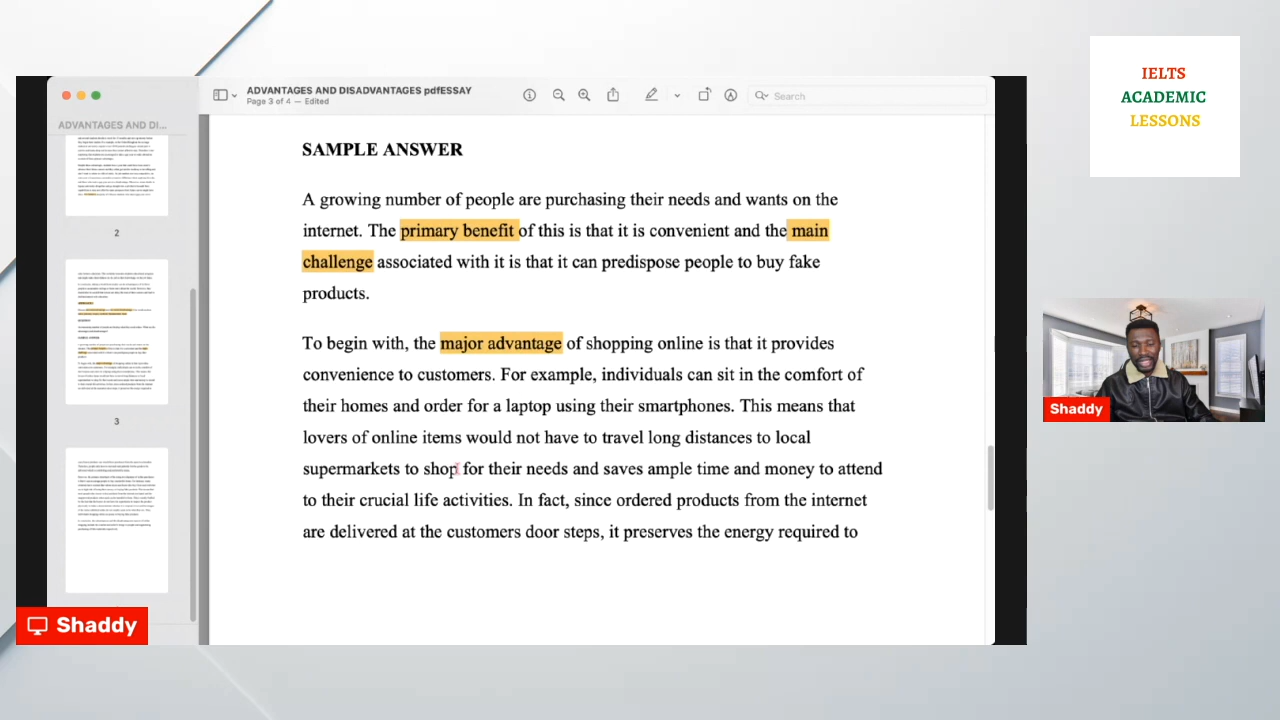 IELTS
ACADEMIC
LESSONS
ADVANTAGES AND DISADVANTAGES pdfESSAY
Page 3 of 4 — Edited
Search
ADVANTAGES AND DI...
2
3
SAMPLE ANSWER
A growing number of people are purchasing their needs and wants on the
internet. The primary benefit of this is that it is convenient and the main
challenge associated with it is that it can predispose people to buy fake
products.
To begin with, the major advantage of shopping online is that it provides
convenience to customers. For example, individuals can sit in the comfort of
their homes and order for a laptop using their smartphones. This means that
lovers of online items would not have to travel long distances to local
supermarkets to shop for their needs and saves ample time and money to attend
to their crucial life activities. In fact, since ordered products from the internet
are delivered at the customers door steps, it preserves the energy required to
Shaddy
Shaddy